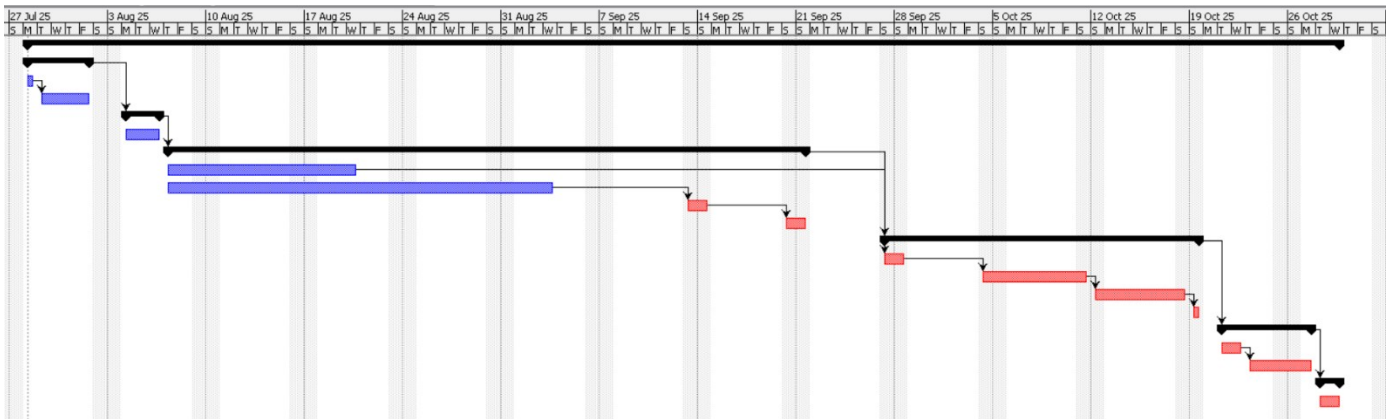 27 Jul 25 3 Aug 25 10 Aug 25 17 Aug 25 24 Aug 25 31 Aug 25 7 Sep 25 14 Sep 25 21 Sep 25 28 Sep 25 5 Oct 25 12 Oct 25 19 Oct 25 26 Oct 25
S M T W T F S S M T W T F S S M T W T F S S M T W T F S S M T W T F S S M T W T F S S M T W T F S S M T W T F S S M T W T F S S M T W T F S S M T W T F S S M T W T F S S M T W T F S S M T W T F S